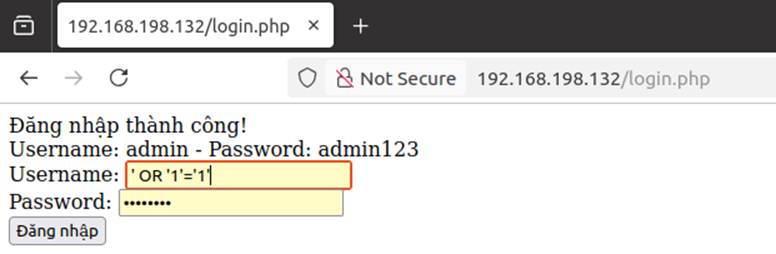 192.168.198.132/login.php
Not Secure 192.168.198.132/login.php
Đăng nhập thành công!
Username: admin - Password: admin123
Username: ' OR '1'='1'
Password: ••••••••
Đăng nhập